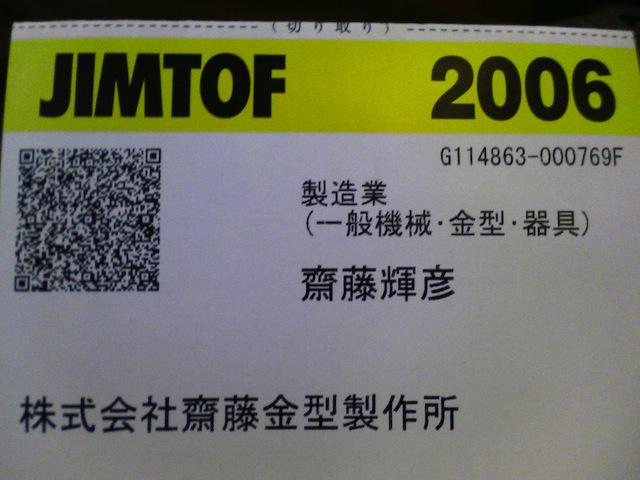 (切り取り)
JIMTOF 2006
G114863-000769F
製造業
(一般機械・金型・器具)
齋藤輝彦
株式会社齋藤金型製作所